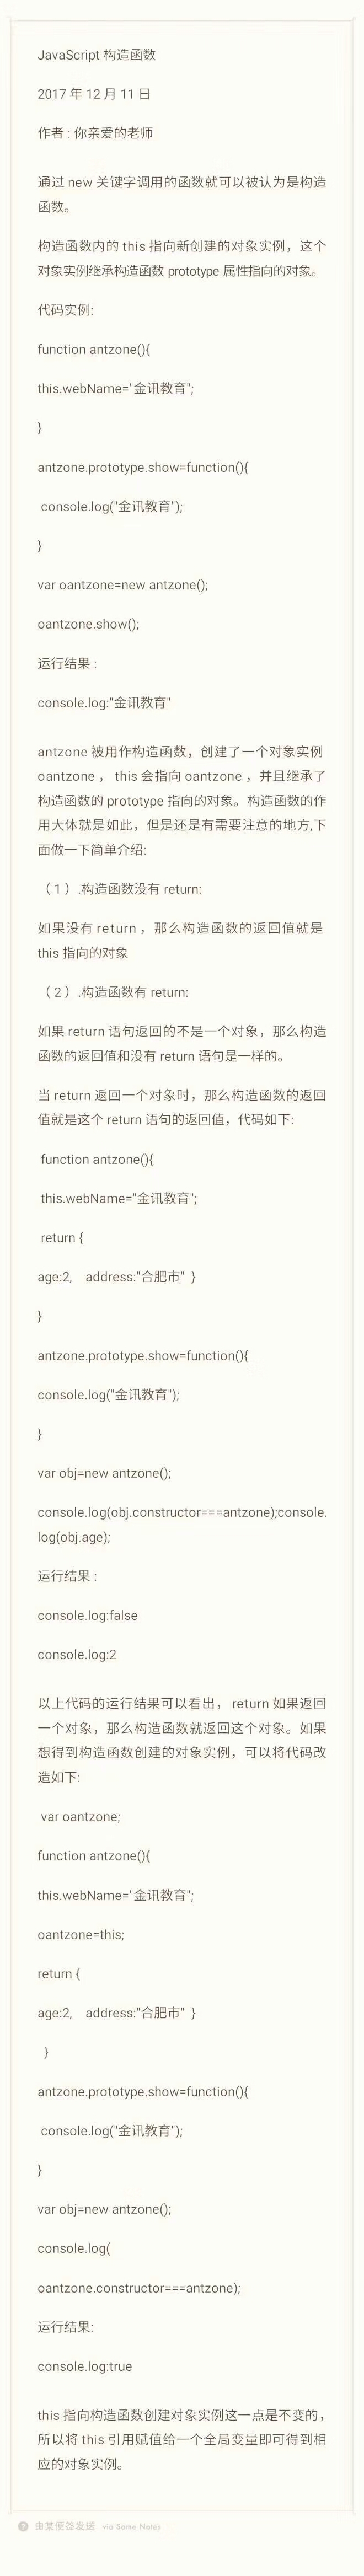 JavaScript 构造函数
2017 年 12 月 11 日
作者 : 你亲爱的老师
通过 new 关键字调用的函数就可以被认为是构造
函数。
构造函数内的 this 指向新创建的对象实例，这个
对象实例继承构造函数 prototype 属性指向的对象。
代码实例:
function antzone(){
this.webName="金讯教育";
}
antzone.prototype.show=function(){
console.log("金讯教育");
}
var oantzone=new antzone();
oantzone.show();
运行结果 :
console.log:"金讯教育"
antzone 被用作构造函数，创建了一个对象实例
oantzone ， this 会指向 oantzone ，并且继承了
构造函数的 prototype 指向的对象。构造函数的作
用大体就是如此，但是还是有需要注意的地方,下
面做一下简单介绍:
（ 1 ）.构造函数没有 return:
如果没有 return ，那么构造函数的返回值就是
this 指向的对象
（ 2 ）.构造函数有 return:
如果 return 语句返回的不是一个对象，那么构造
函数的返回值和没有 return 语句是一样的。
当 return 返回一个对象时，那么构造函数的返回
值就是这个 return 语句的返回值，代码如下:
function antzone(){
this.webName="金讯教育";
return {
age:2,    address:"合肥市"  }
}
antzone.prototype.show=function(){
console.log("金讯教育");
}
var obj=new antzone();
console.log(obj.constructor===antzone);console.
log(obj.age);
运行结果 :
console.log:false
console.log:2
以上代码的运行结果可以看出， return 如果返回
一个对象，那么构造函数就返回这个对象。如果
想得到构造函数创建的对象实例，可以将代码改
造如下:
var oantzone;
function antzone(){
this.webName="金讯教育";
oantzone=this;
return {
age:2,    address:"合肥市"  }
}
antzone.prototype.show=function(){
console.log("金讯教育");
}
var obj=new antzone();
console.log(
oantzone.constructor===antzone);
运行结果:
console.log:true
this 指向构造函数创建对象实例这一点是不变的，
所以将 this 引用赋值给一个全局变量即可得到相
应的对象实例。
由某便签发送 via Some Notes